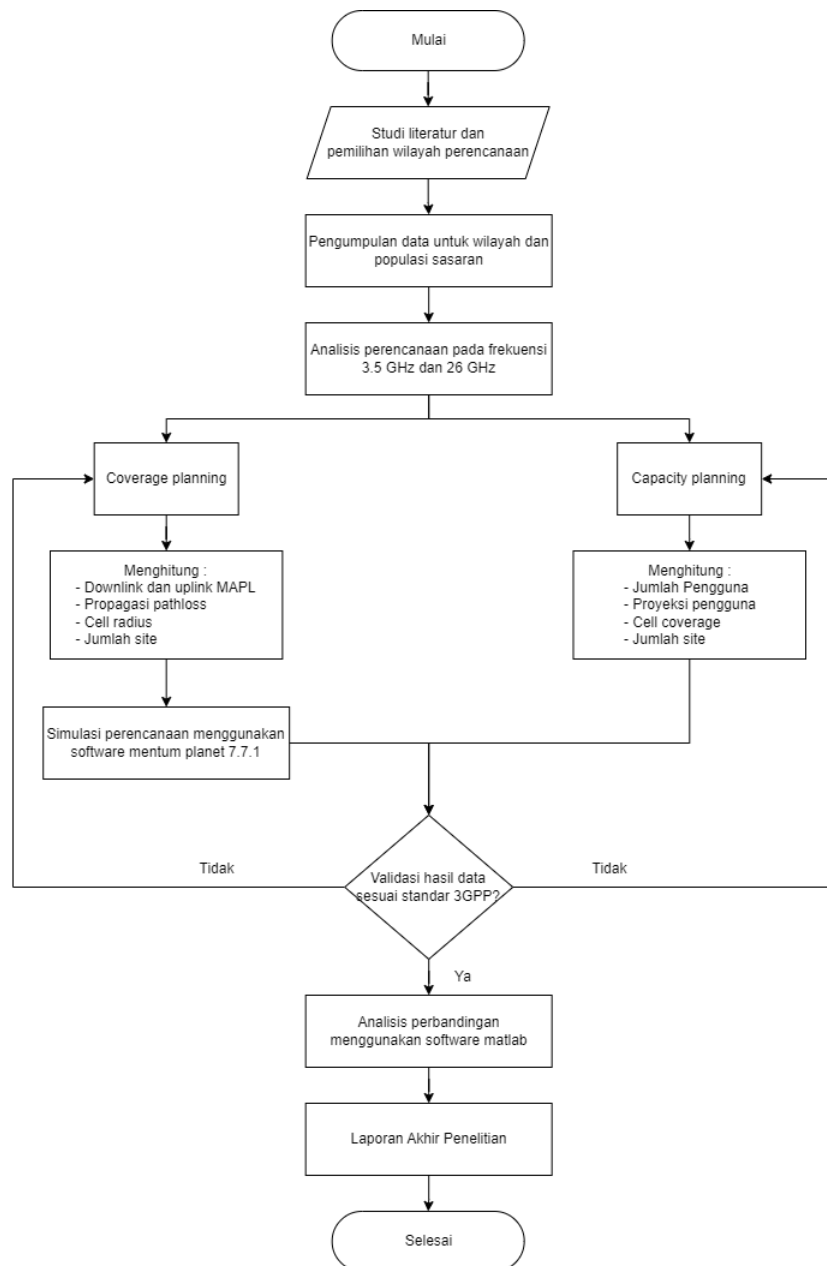 Mulai
Studi literatur dan
pemilihan wilayah perencanaan
Pengumpulan data untuk wilayah dan
populasi sasaran
Analisis perencanaan pada frekuensi
3.5 GHz dan 26 GHz
Coverage planning
Capacity planning
Menghitung :
- Downlink dan uplink MAPL
- Propagasi pathloss
- Cell radius
- Jumlah site
Menghitung :
- Jumlah Pengguna
- Proyeksi pengguna
- Cell coverage
- Jumlah site
Simulasi perencanaan menggunakan
software mentum planet 7.7.1
Tidak
Validasi hasil data
sesuai standar 3GPP?
Tidak
Ya
Analisis perbandingan
menggunakan software matlab
Laporan Akhir Penelitian
Selesai